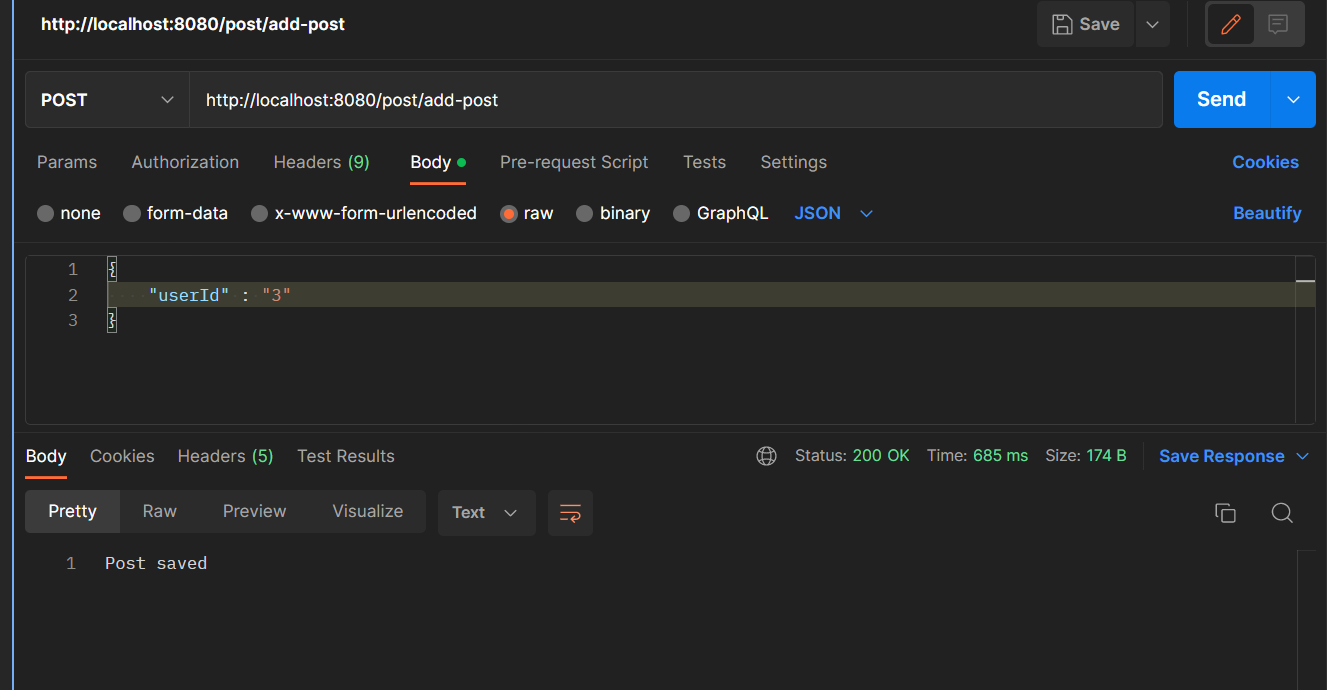 http://localhost:8080/post/add-post
Save
POST
http://localhost:8080/post/add-post
Send
Params Authorization Headers (9) Body Pre-request Script Tests Settings Cookies
none form-data x-www-form-urlencoded raw binary GraphQL JSON Beautify
1 {
2 "userId" : "3"
3 }
Body Cookies Headers (5) Test Results Status: 200 OK Time: 685 ms Size: 174 B Save Response
Pretty Raw Preview Visualize Text
1 Post saved